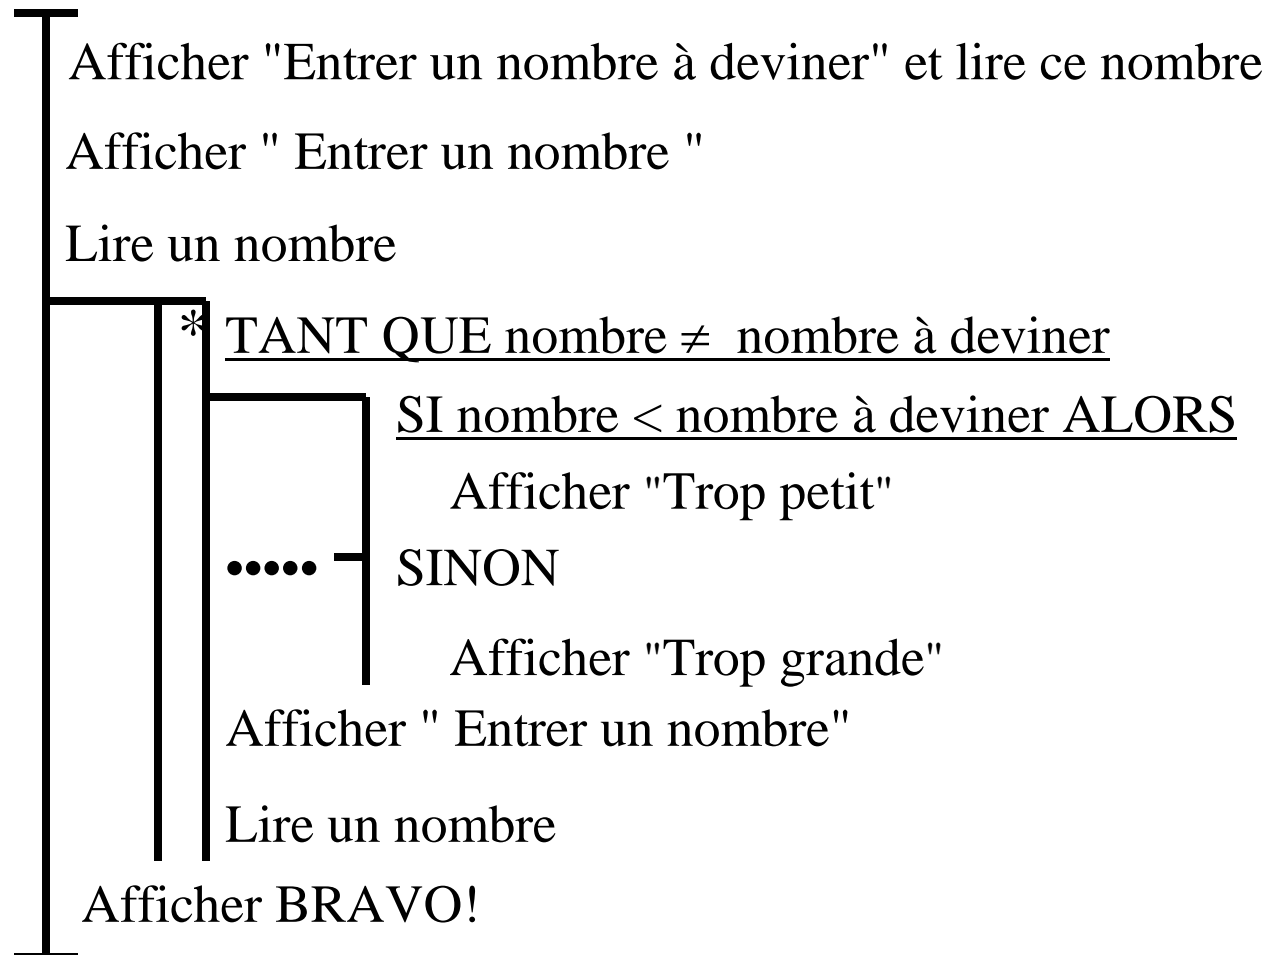 Afficher "Entrer un nombre à deviner" et lire ce nombre
Afficher " Entrer un nombre "
Lire un nombre
* TANT QUE nombre ≠ nombre à deviner
SI nombre < nombre à deviner ALORS
Afficher "Trop petit"
••••• SINON
Afficher "Trop grande"
Afficher " Entrer un nombre"
Lire un nombre
Afficher BRAVO!